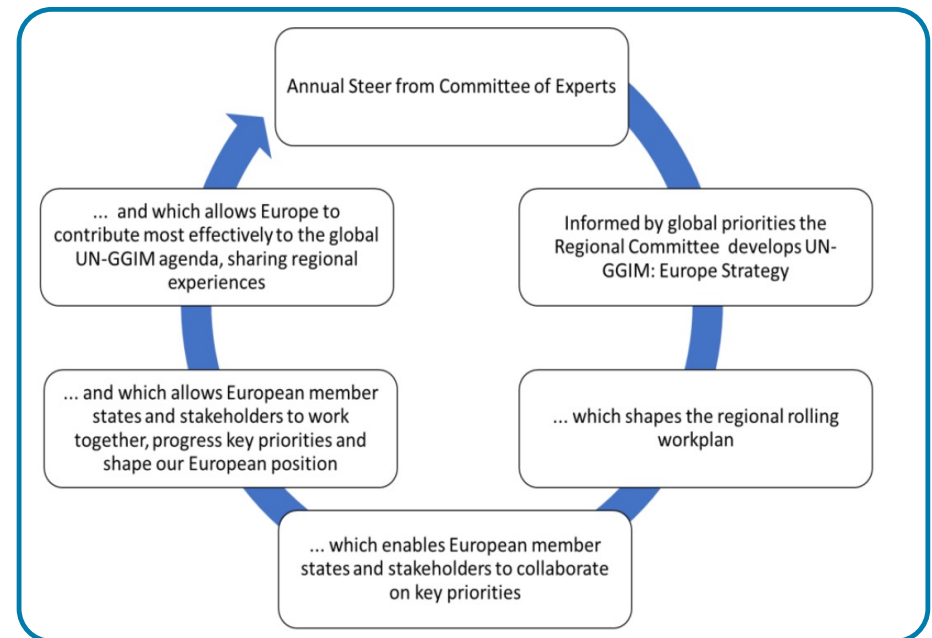 Annual Steer from Committee of Experts
Informed by global priorities the
Regional Committee develops UN-
GGIM: Europe Strategy
... which shapes the regional rolling
workplan
... which enables European member
states and stakeholders to collaborate
on key priorities
... and which allows European member
states and stakeholders to work
together, progress key priorities and
shape our European position
... and which allows Europe to
contribute most effectively to the global
UN-GGIM agenda, sharing regional
experiences